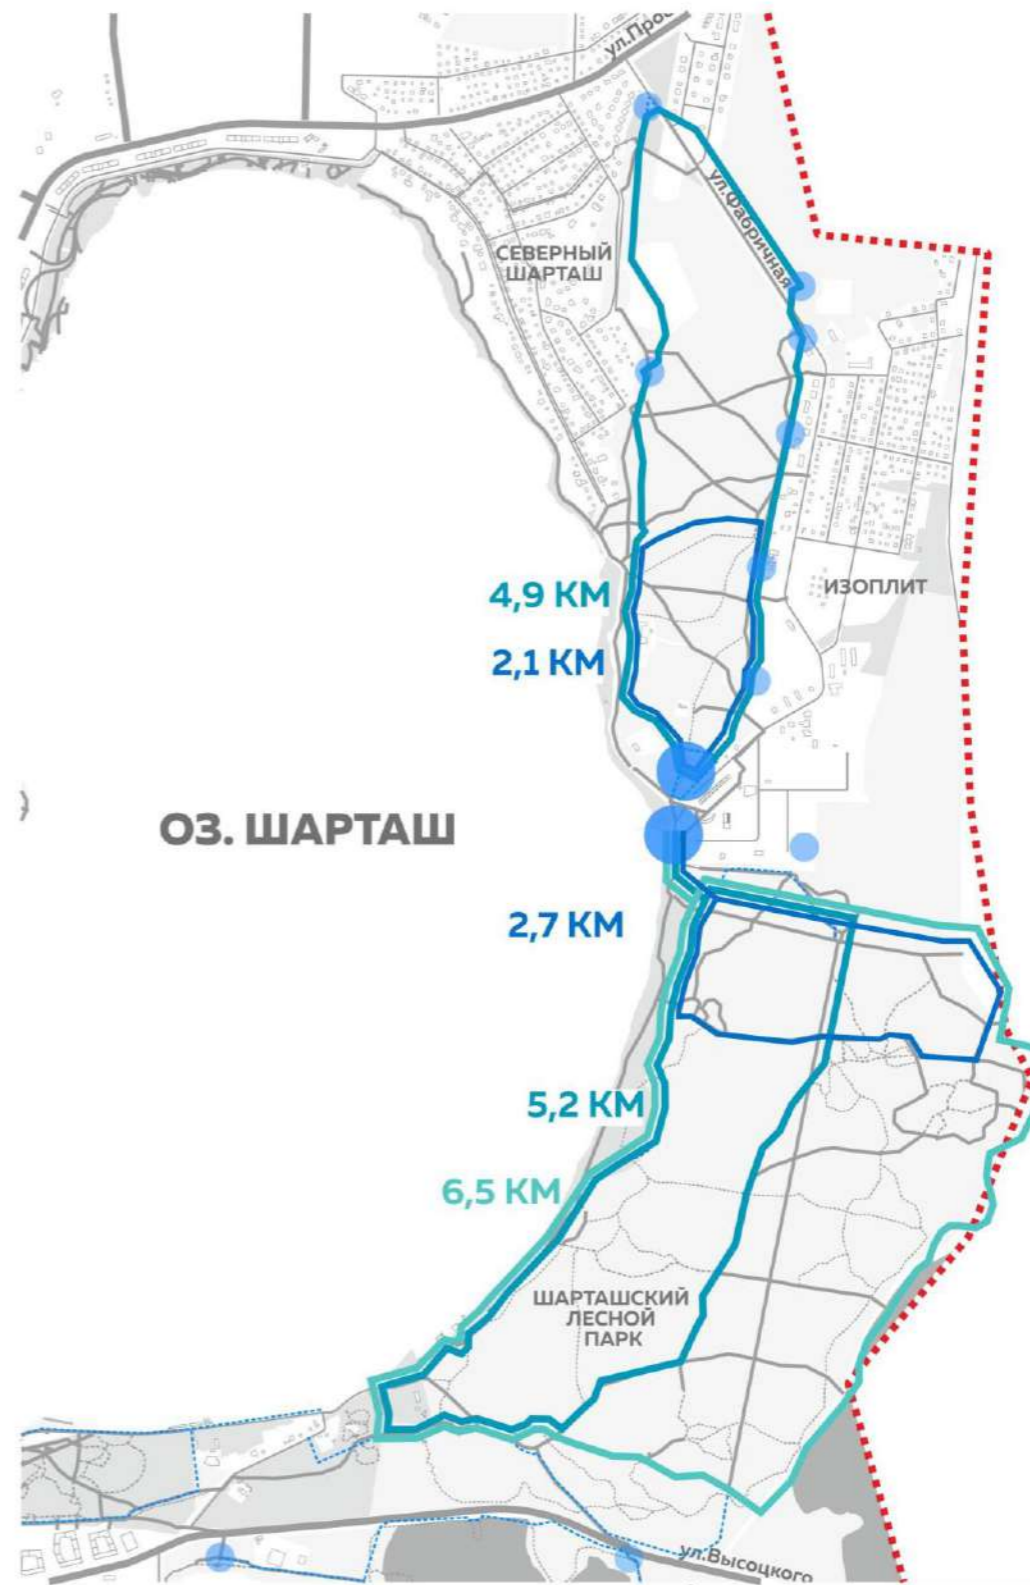 ул.Прос
ул.Фабричная
СЕВЕРНЫЙ
ШАРТАШ
4,9 КМ
ИЗОПЛИТ
2,1 КМ
ОЗ. ШАРТАШ
2,7 КМ
5,2 КМ
6,5 КМ
ШАРТАШСКИЙ
ЛЕСНОЙ
ПАРК
ул.Высоцкого